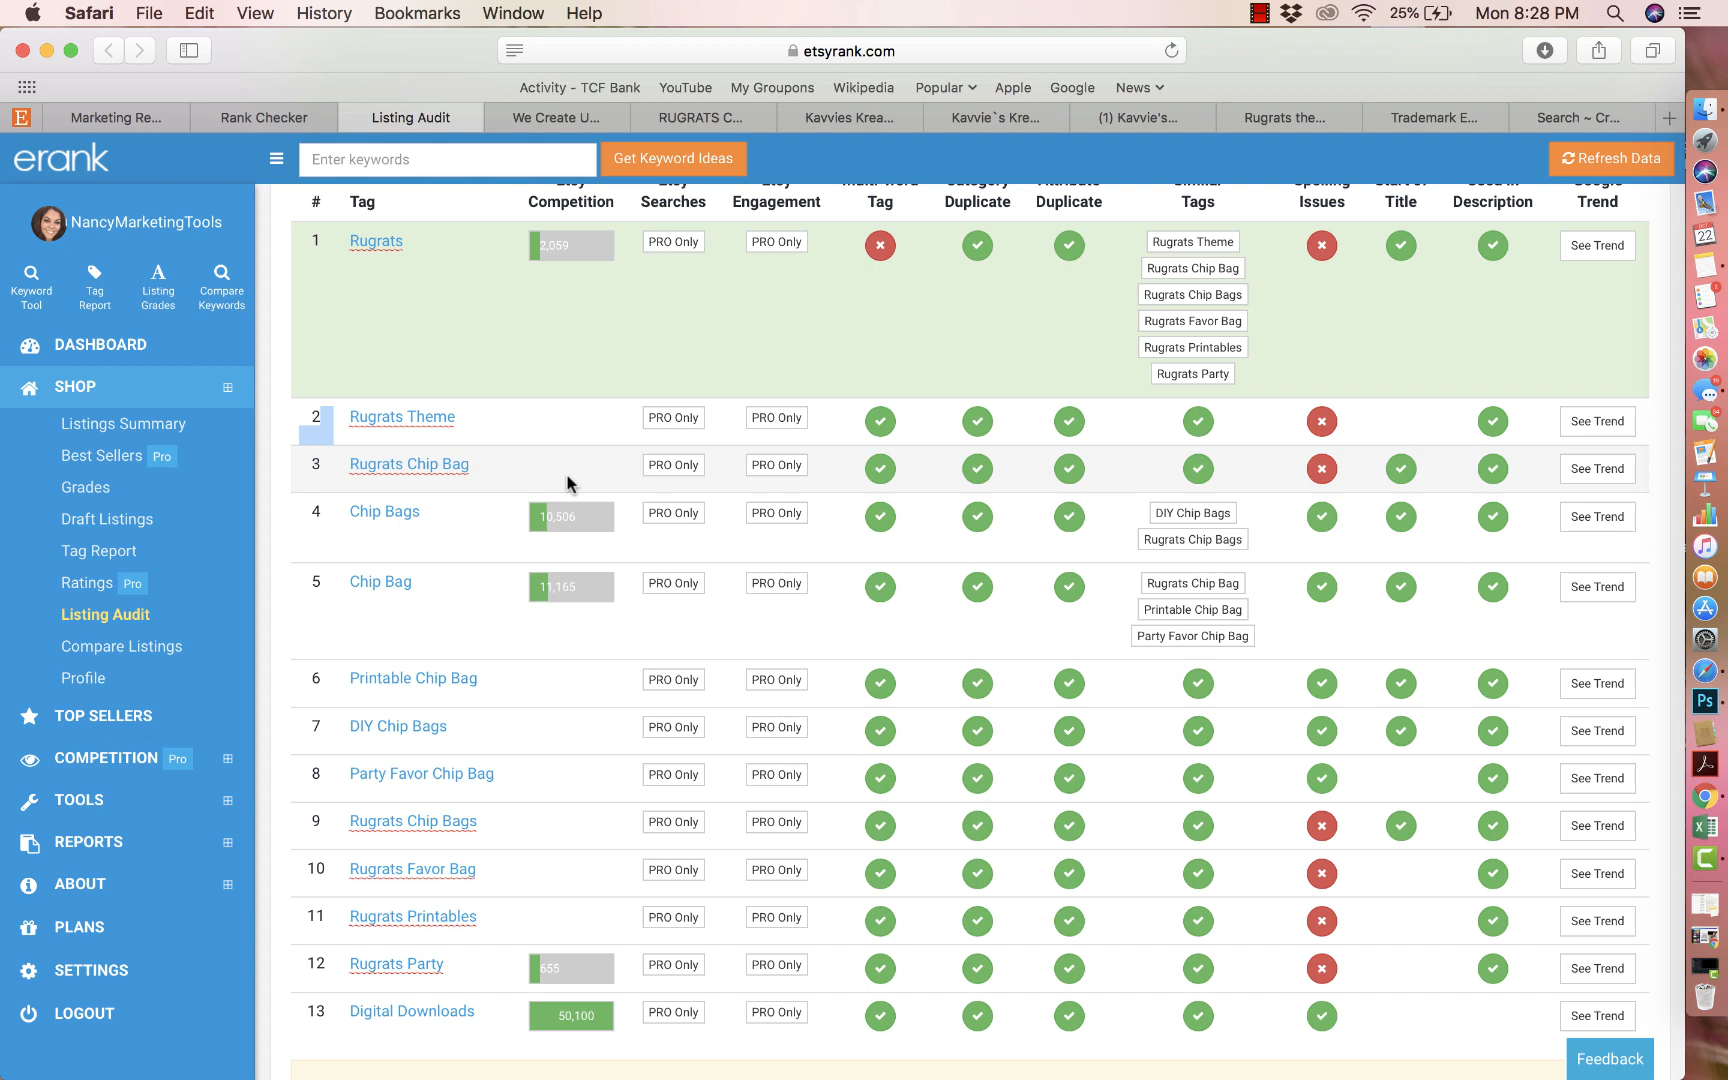 Safari File Edit View History Bookmarks Window Help 25% Mon 8:28 PM
etsyrank.com
Activity - TCF Bank YouTube My Groupons Wikipedia Popular Apple Google News
E Marketing Re... Rank Checker Listing Audit We Create U... RUGRATS C... Kavvies Krea... Kavvie`s Kre... (1) Kavvie's... Rugrats the... Trademark E... Search ~ Cr...
erank Enter keywords Get Keyword Ideas Refresh Data
NancyMarketingTools
Keyword Tool
Tag Report
Listing Grades
Compare Keywords
DASHBOARD
SHOP
Listings Summary
Best Sellers Pro
Grades
Draft Listings
Tag Report
Ratings Pro
Listing Audit
Compare Listings
Profile
TOP SELLERS
COMPETITION Pro
TOOLS
REPORTS
ABOUT
PLANS
SETTINGS
LOGOUT
# Tag Competition Searches Engagement Tag Duplicate Duplicate Tags Issues Title Description Trend
1 Rugrats 2,059 PRO Only PRO Only Rugrats Theme See Trend
Rugrats Chip Bag
Rugrats Chip Bags
Rugrats Favor Bag
Rugrats Printables
Rugrats Party
2 Rugrats Theme PRO Only PRO Only See Trend
3 Rugrats Chip Bag PRO Only PRO Only See Trend
4 Chip Bags 10,506 PRO Only PRO Only DIY Chip Bags See Trend
Rugrats Chip Bags
5 Chip Bag 11,165 PRO Only PRO Only Rugrats Chip Bag See Trend
Printable Chip Bag
Party Favor Chip Bag
6 Printable Chip Bag PRO Only PRO Only See Trend
7 DIY Chip Bags PRO Only PRO Only See Trend
8 Party Favor Chip Bag PRO Only PRO Only See Trend
9 Rugrats Chip Bags PRO Only PRO Only See Trend
10 Rugrats Favor Bag PRO Only PRO Only See Trend
11 Rugrats Printables PRO Only PRO Only See Trend
12 Rugrats Party 655 PRO Only PRO Only See Trend
13 Digital Downloads 50,100 PRO Only PRO Only See Trend
Feedback
22
Ps